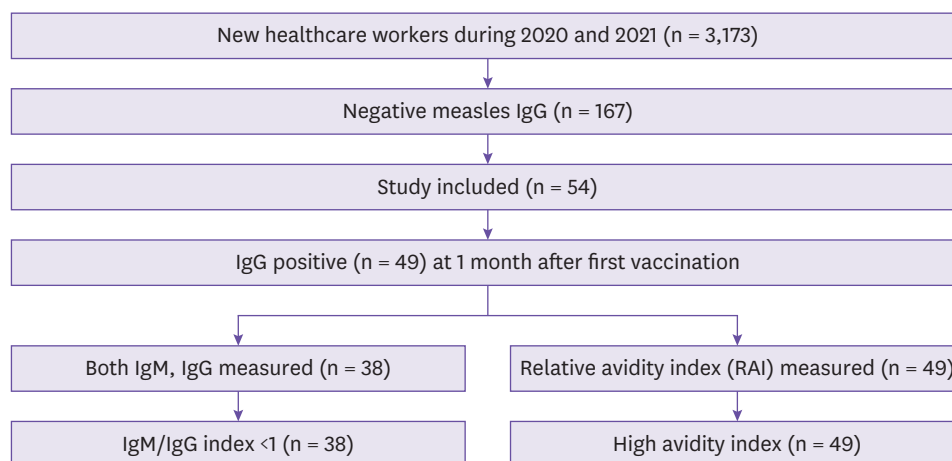 New healthcare workers during 2020 and 2021 (n = 3,173)
Negative measles IgG (n = 167)
Study included (n = 54)
IgG positive (n = 49) at 1 month after first vaccination
Both IgM, IgG measured (n = 38)
Relative avidity index (RAI) measured (n = 49)
IgM/IgG index <1 (n = 38)
High avidity index (n = 49)